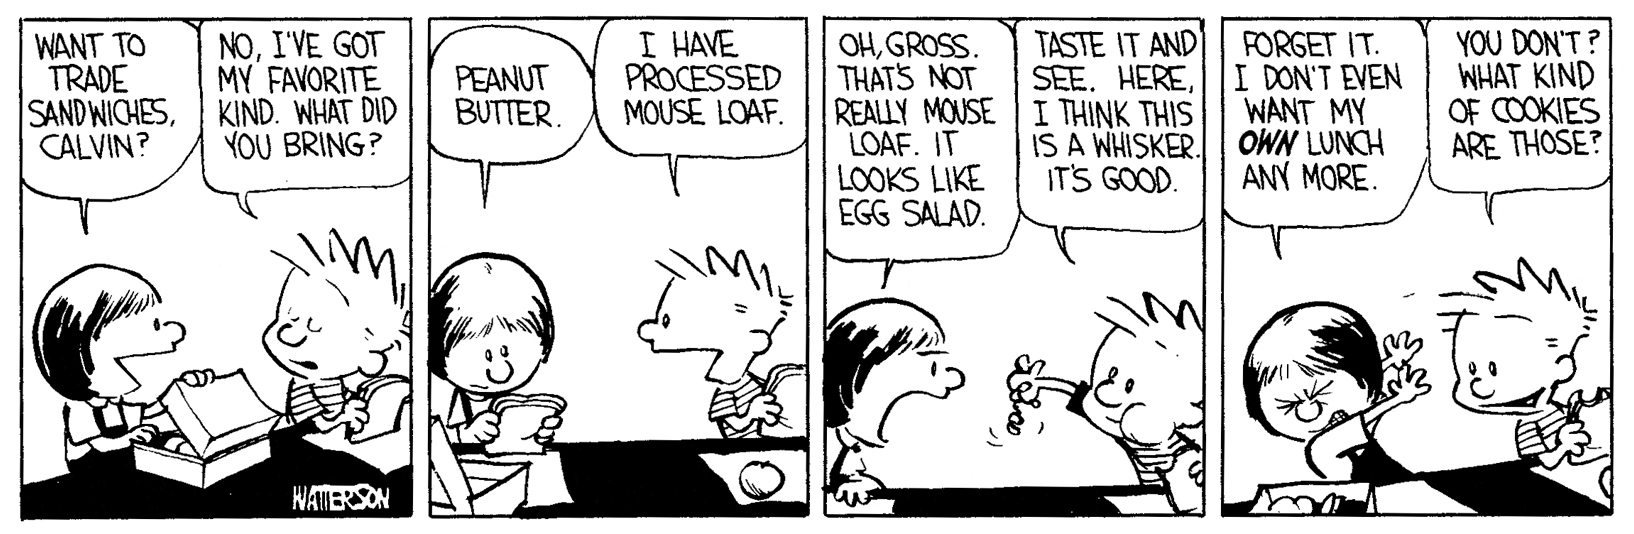 WANT TO
TRADE
SANDWICHES,
CALVIN?
NO, I'VE GOT
MY FAVORITE
KIND. WHAT DID
YOU BRING?
WATTERSON
PEANUT
BUTTER.
I HAVE
PROCESSED
MOUSE LOAF.
OH, GROSS.
THAT'S NOT
REALLY MOUSE
LOAF. IT
LOOKS LIKE
EGG SALAD.
TASTE IT AND
SEE. HERE,
I THINK THIS
IS A WHISKER.
IT'S GOOD.
FORGET IT.
I DON'T EVEN
WANT MY
OWN LUNCH
ANY MORE.
YOU DON'T?
WHAT KIND
OF COOKIES
ARE THOSE?